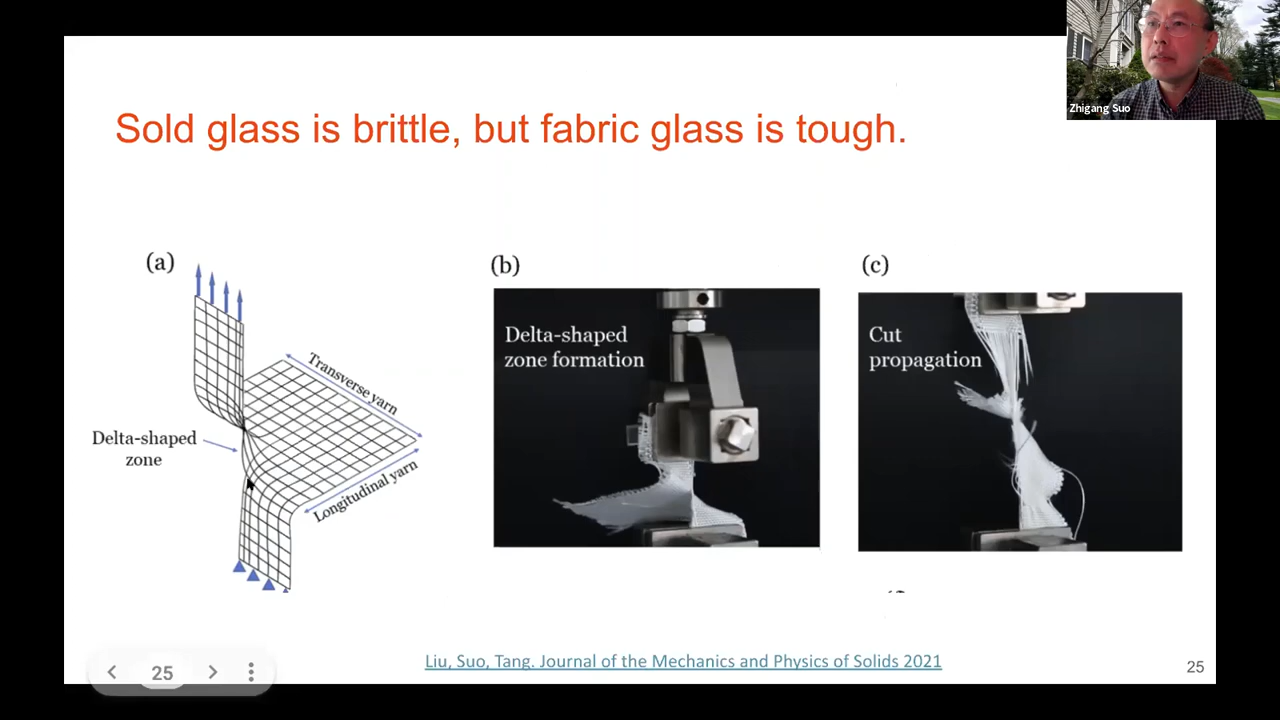 Zhigang Suo
Sold glass is brittle, but fabric glass is tough.
(a)
Transverse yarn
Delta-shaped
zone
Longitudinal yarn
(b)
Delta-shaped
zone formation
(c)
Cut
propagation
Liu, Suo, Tang. Journal of the Mechanics and Physics of Solids 2021
25
25